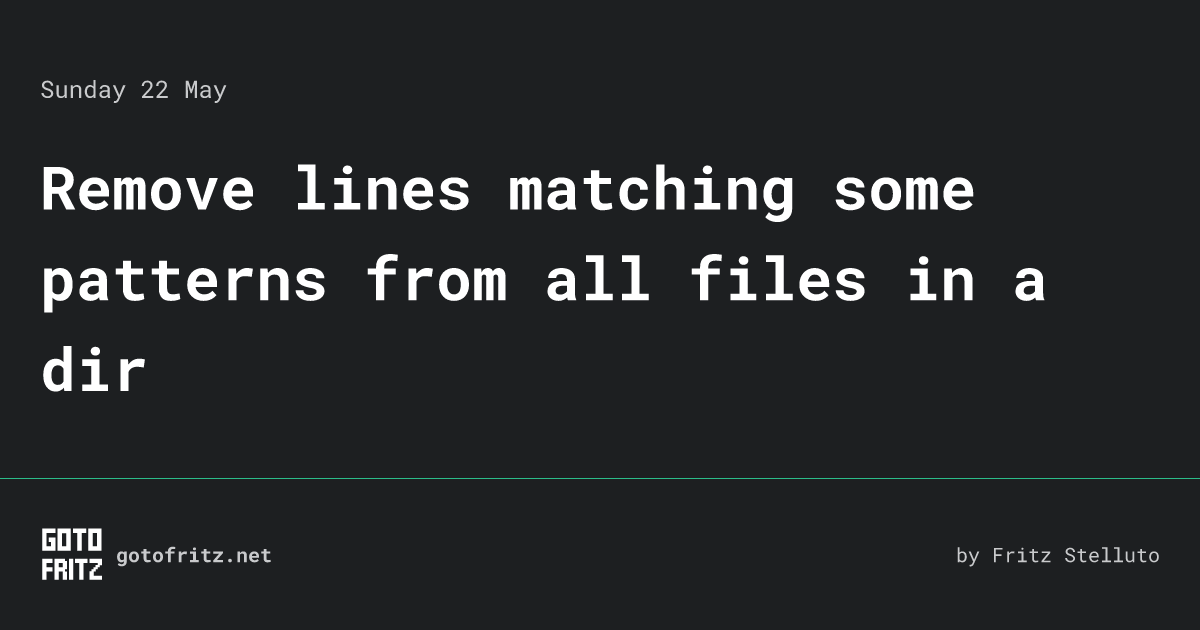 Sunday 22 May
Remove lines matching some
patterns from all files in a
dir
GOTO
FRITZ
gotofritz.net
by Fritz Stelluto